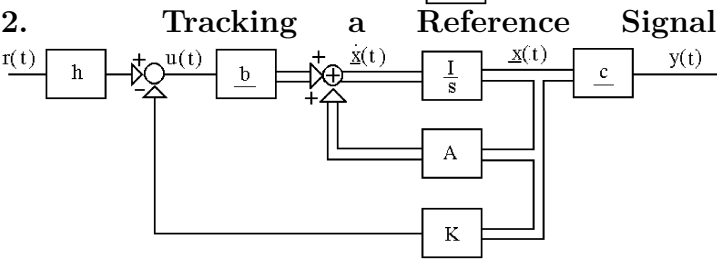 2. Tracking a Reference Signal
r(t) h + - u(t) b + + + ẋ(t) I/s x(t) c y(t)
A
K